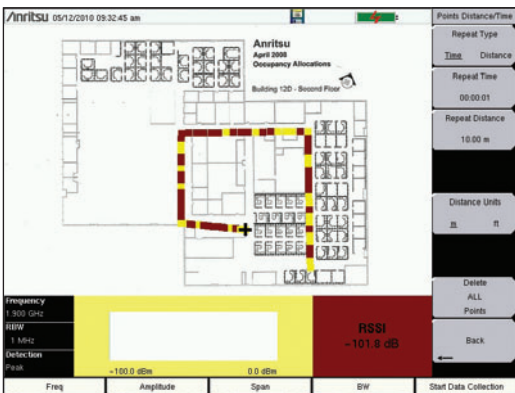 /Inritsu 05/12/2010 09:32:45 am
Points Distance/Time
Repeat Type
Time Distance
Repeat Time
00:00:01
Repeat Distance
10.00 m
Distance Units
m ft
Delete
ALL
Points
Back
Anritsu
April 2008
Occupancy Allocations
Building 12D - Second Floor
Frequency
1.900 GHz
RBW
1 MHz
Detection
Peak
-100.0 dBm 0.0 dBm
RSSI
-101.8 dB
Freq Amplitude Span BW Start Data Collection